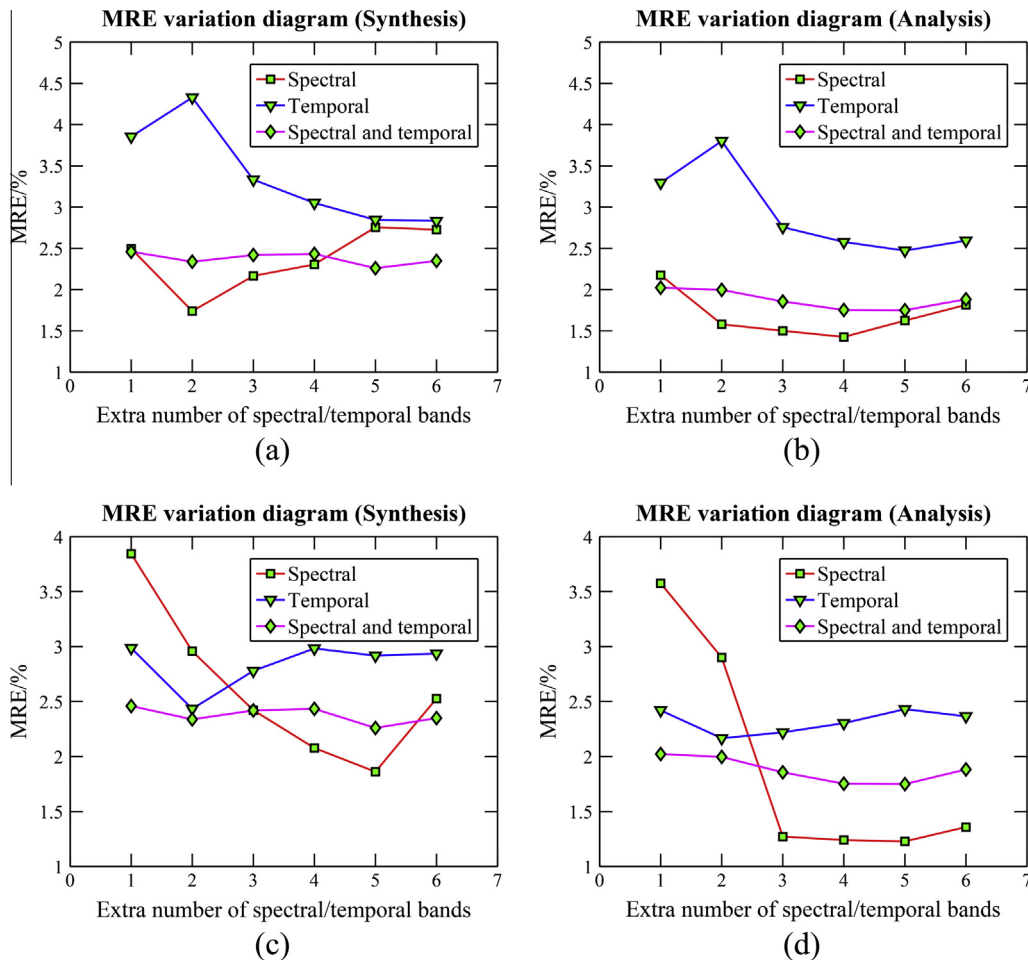 MRE variation diagram (Synthesis)
5
4.5
4
3.5
3
2.5
2
1.5
1
MRE/%
Spectral
Temporal
Spectral and temporal
0 1 2 3 4 5 6 7
Extra number of spectral/temporal bands
(a)
MRE variation diagram (Analysis)
5
4.5
4
3.5
3
2.5
2
1.5
1
MRE/%
Spectral
Temporal
Spectral and temporal
0 1 2 3 4 5 6 7
Extra number of spectral/temporal bands
(b)
MRE variation diagram (Synthesis)
4
3.5
3
2.5
2
1.5
1
MRE/%
Spectral
Temporal
Spectral and temporal
0 1 2 3 4 5 6 7
Extra number of spectral/temporal bands
(c)
MRE variation diagram (Analysis)
4
3.5
3
2.5
2
1.5
1
MRE/%
Spectral
Temporal
Spectral and temporal
0 1 2 3 4 5 6 7
Extra number of spectral/temporal bands
(d)